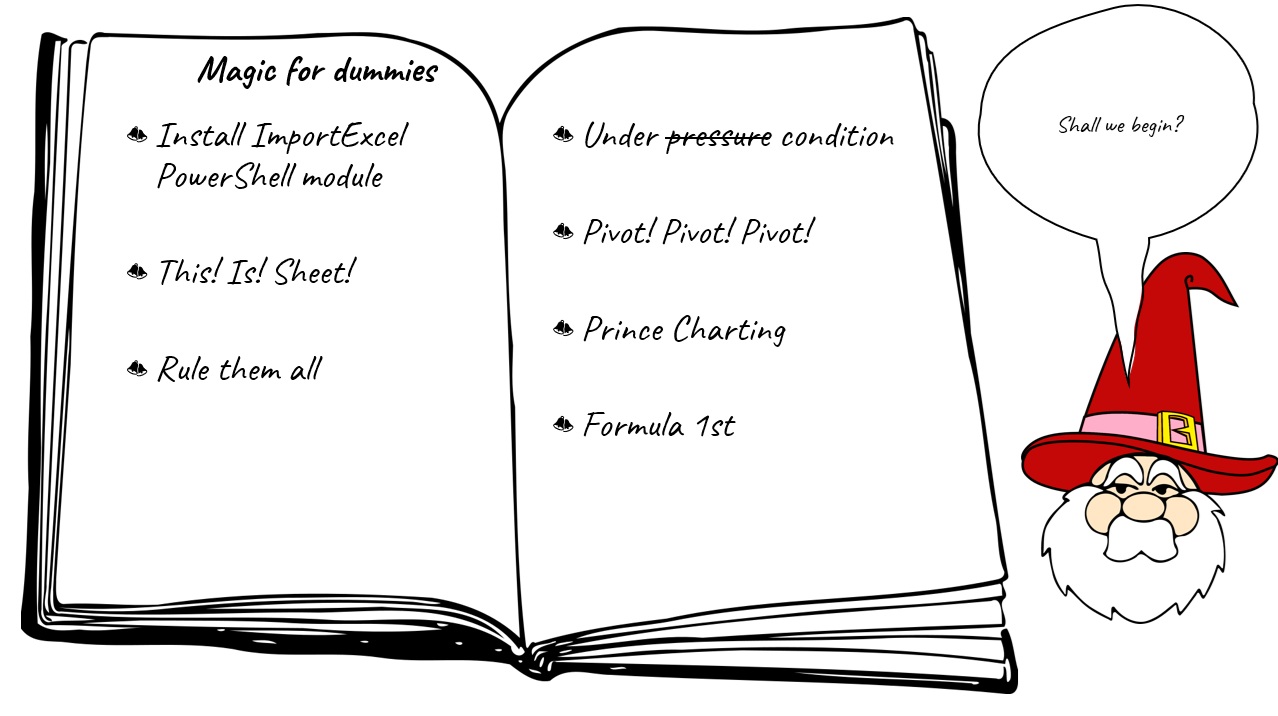 Magic for dummies
Install ImportExcel
PowerShell module
This! Is! Sheet!
Rule them all
Under pressure condition
Pivot! Pivot! Pivot!
Prince Charting
Formula 1st
Shall we begin?